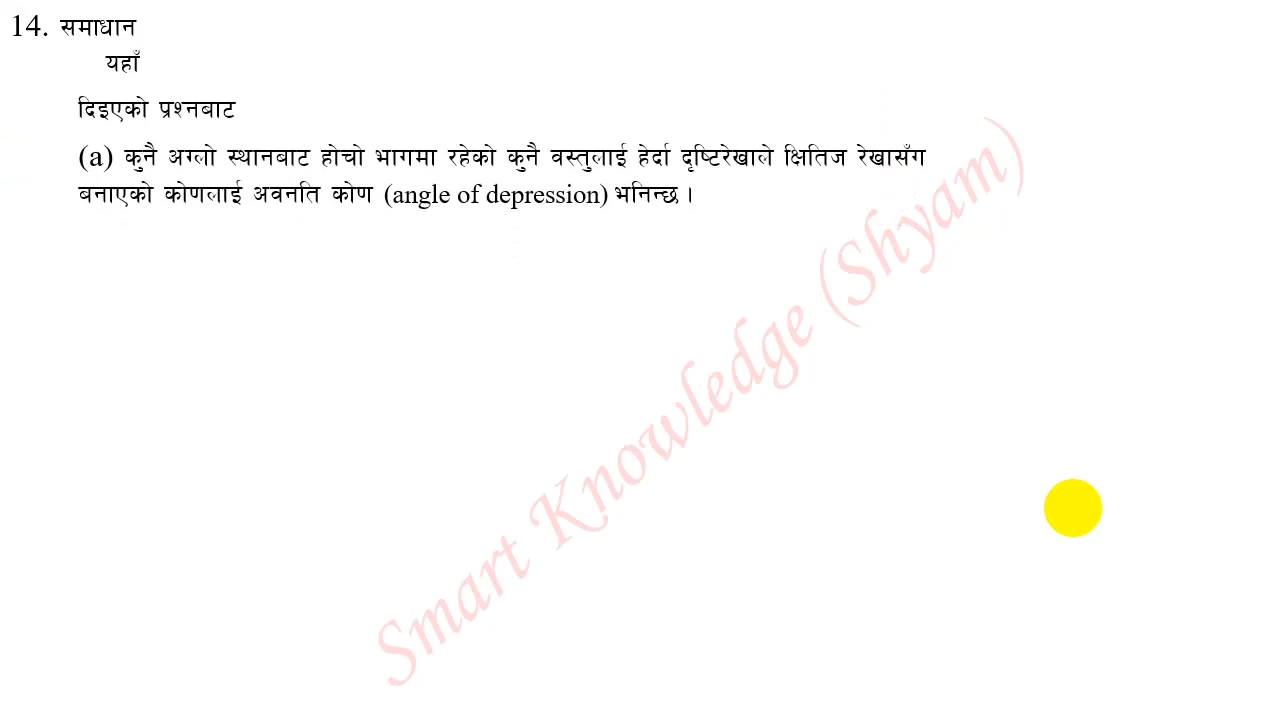 14. समाधान
यहाँ
दिइएको प्रश्नबाट
(a) कुनै अग्लो स्थानबाट होचो भागमा रहेको कुनै वस्तुलाई हेर्दा दृष्टिरेखाले क्षितिज रेखासँग
बनाएको कोणलाई अवनति कोण (angle of depression) भनिन्छ ।
Smart Knowledge (Shyam)